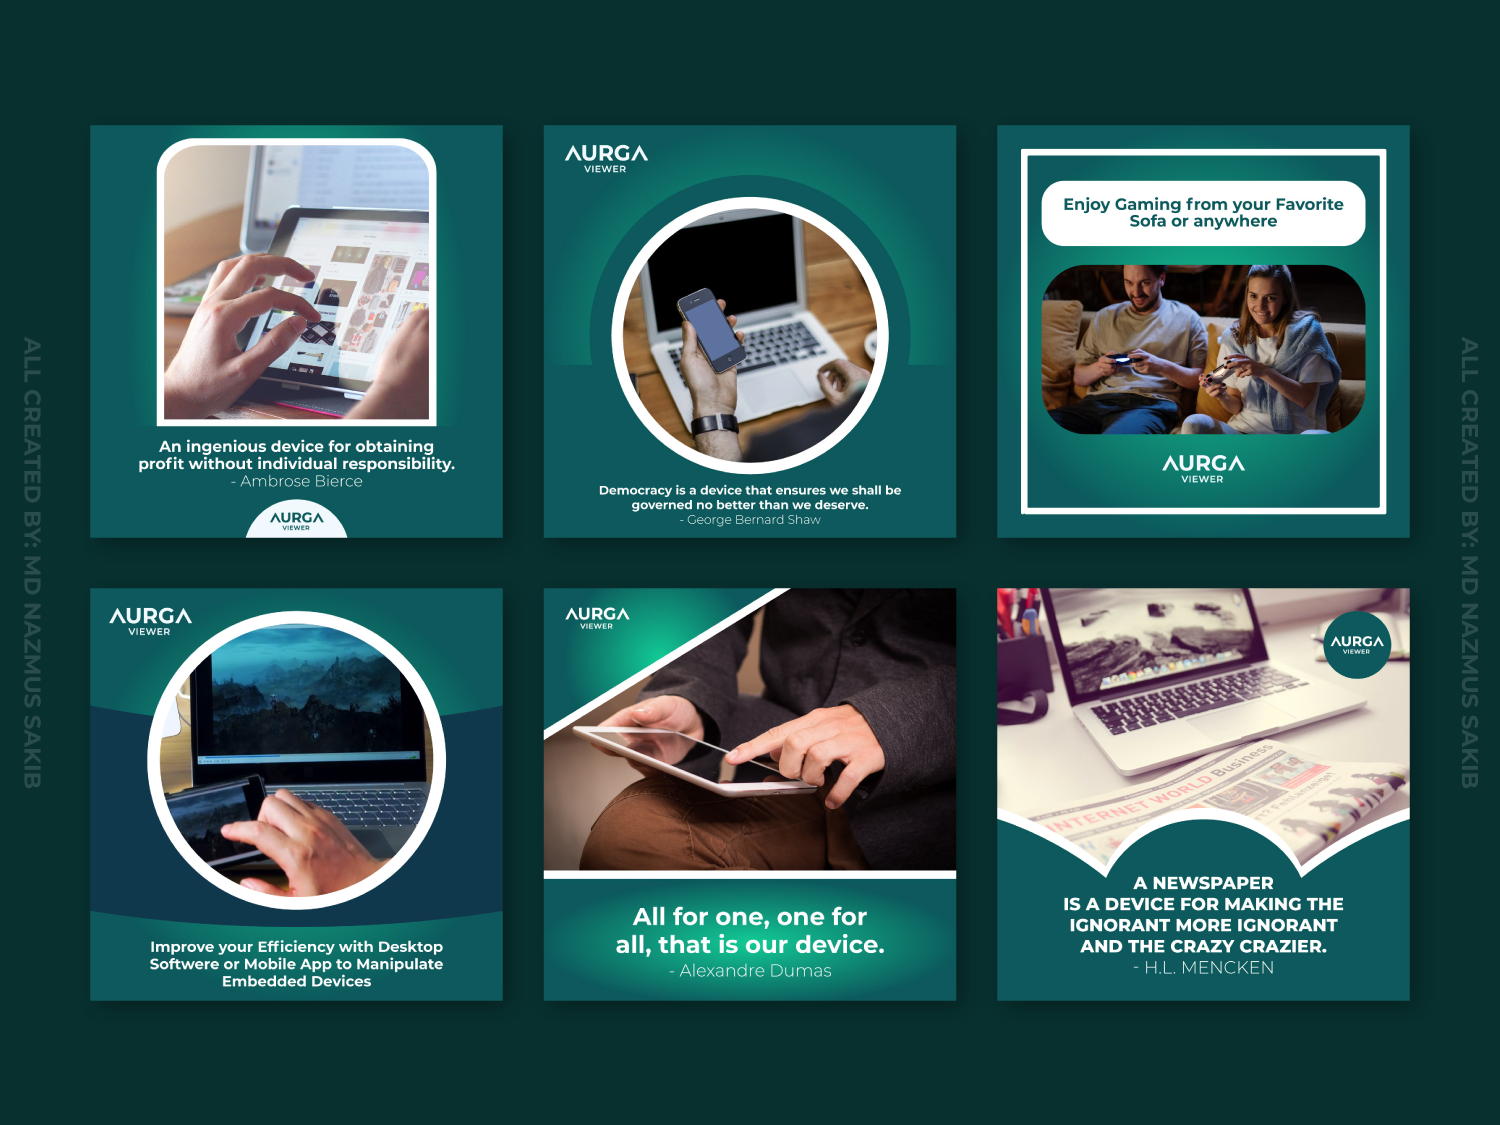 ALL CREATED BY: MD NAZMUS SAKIB
An ingenious device for obtaining
profit without individual responsibility.
- Ambrose Bierce
AURGA
VIEWER
AURGA
VIEWER
Democracy is a device that ensures we shall be
governed no better than we deserve.
- George Bernard Shaw
Enjoy Gaming from your Favorite
Sofa or anywhere
AURGA
VIEWER
AURGA
VIEWER
Improve your Efficiency with Desktop
Softwere or Mobile App to Manipulate
Embedded Devices
AURGA
VIEWER
All for one, one for
all, that is our device.
- Alexandre Dumas
AURGA
VIEWER
INTERNET WORLD Business
A NEWSPAPER
IS A DEVICE FOR MAKING THE
IGNORANT MORE IGNORANT
AND THE CRAZY CRAZIER.
- H.L. MENCKEN
ALL CREATED BY: MD NAZMUS SAKIB